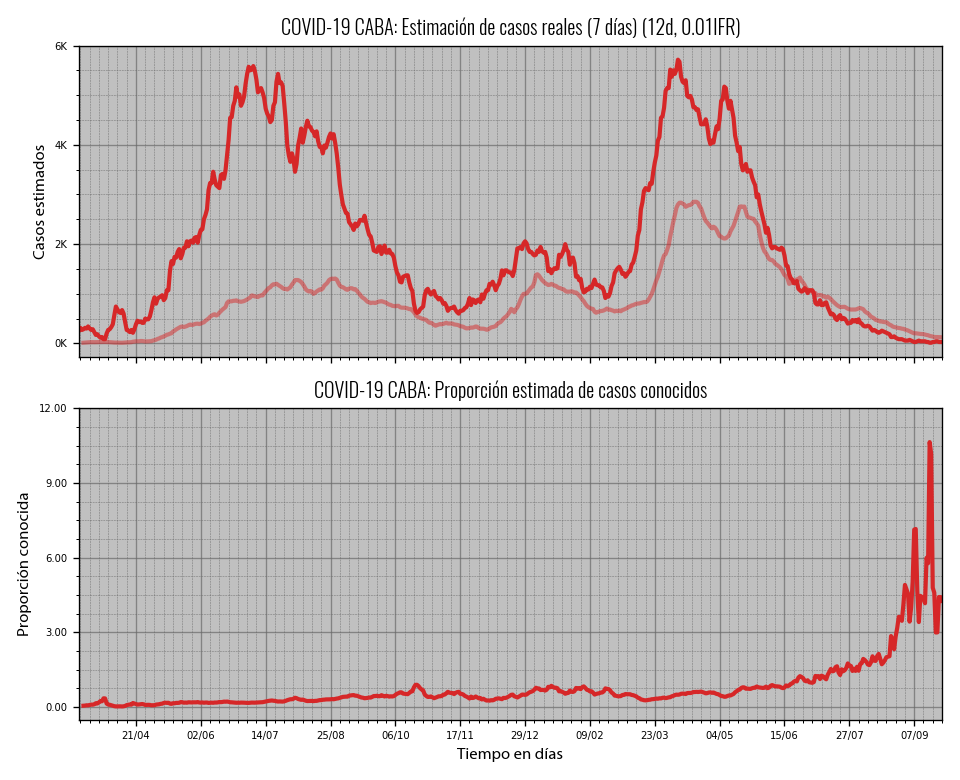 COVID-19 CABA: Estimación de casos reales (7 días) (12d, 0.01IFR)
6K
4K
2K
0K
Casos estimados
COVID-19 CABA: Proporción estimada de casos conocidos
12.00
9.00
6.00
3.00
0.00
Proporción conocida
21/04 02/06 14/07 25/08 06/10 17/11 29/12 09/02 23/03 04/05 15/06 27/07 07/09
Tiempo en días